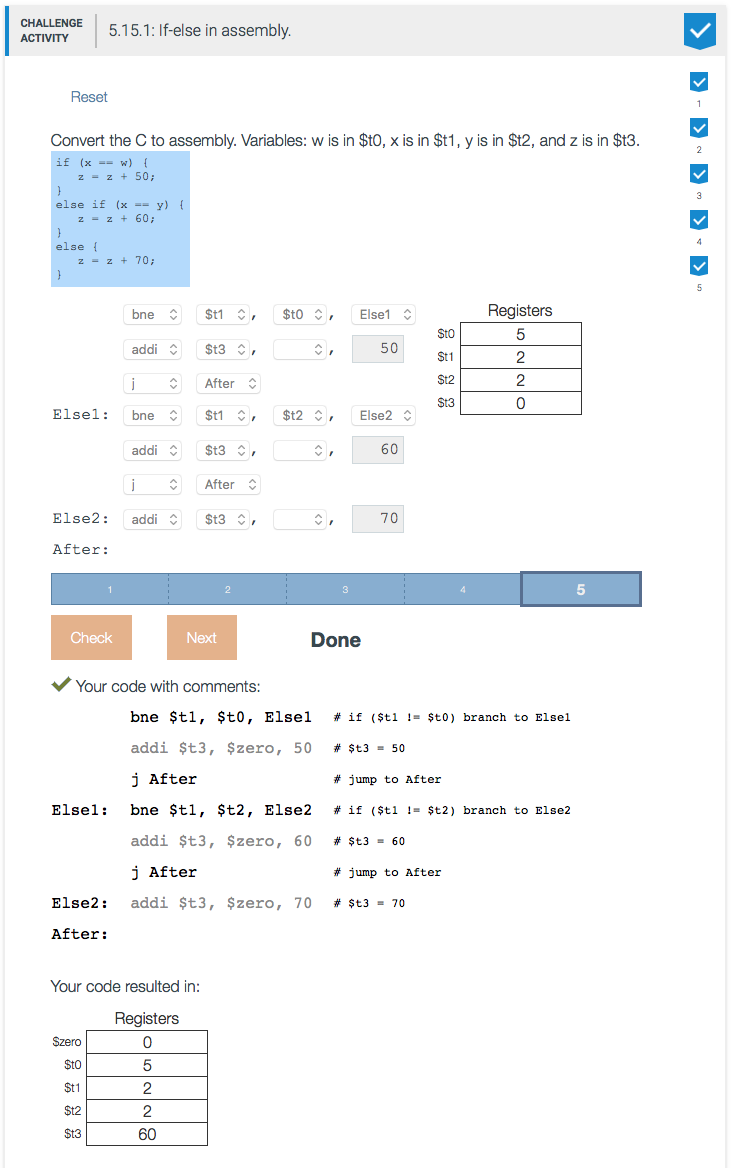 CHALLENGE ACTIVITY
5.15.1: If-else in assembly.
Reset
1
2
3
4
5
Convert the C to assembly. Variables: w is in $t0, x is in $t1, y is in $t2, and z is in $t3.
if (x == w) {
z = z + 50;
}
else if (x == y) {
z = z + 60;
}
else {
z = z + 70;
}
bne $t1 , $t0 , Else1
addi $t3 , , 50
j After
Else1: bne $t1 , $t2 , Else2
addi $t3 , , 60
j After
Else2: addi $t3 , , 70
After:
Registers
$t0 5
$t1 2
$t2 2
$t3 0
1 2 3 4 5
Check Next Done
Your code with comments:
bne $t1, $t0, Else1 # if ($t1 != $t0) branch to Else1
addi $t3, $zero, 50 # $t3 = 50
j After # jump to After
Else1: bne $t1, $t2, Else2 # if ($t1 != $t2) branch to Else2
addi $t3, $zero, 60 # $t3 = 60
j After # jump to After
Else2: addi $t3, $zero, 70 # $t3 = 70
After:
Your code resulted in:
Registers
$zero 0
$t0 5
$t1 2
$t2 2
$t3 60